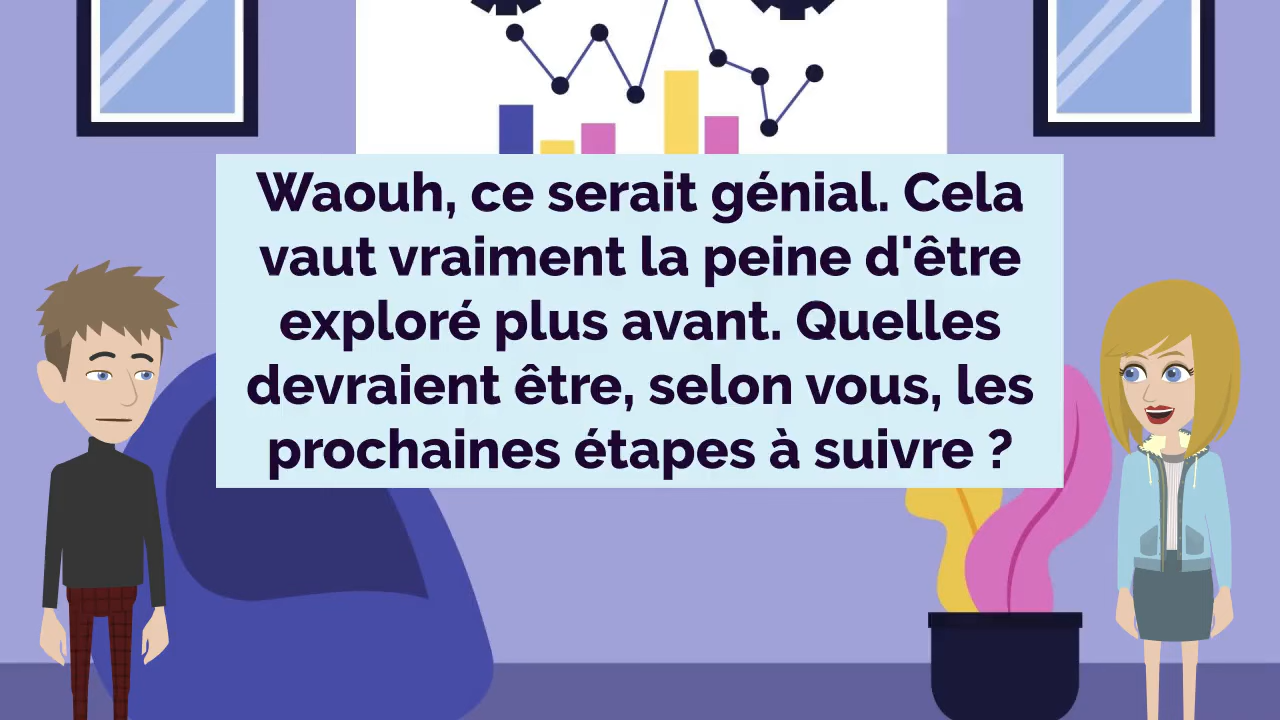 Waouh, ce serait génial. Cela
vaut vraiment la peine d'être
exploré plus avant. Quelles
devraient être, selon vous, les
prochaines étapes à suivre ?